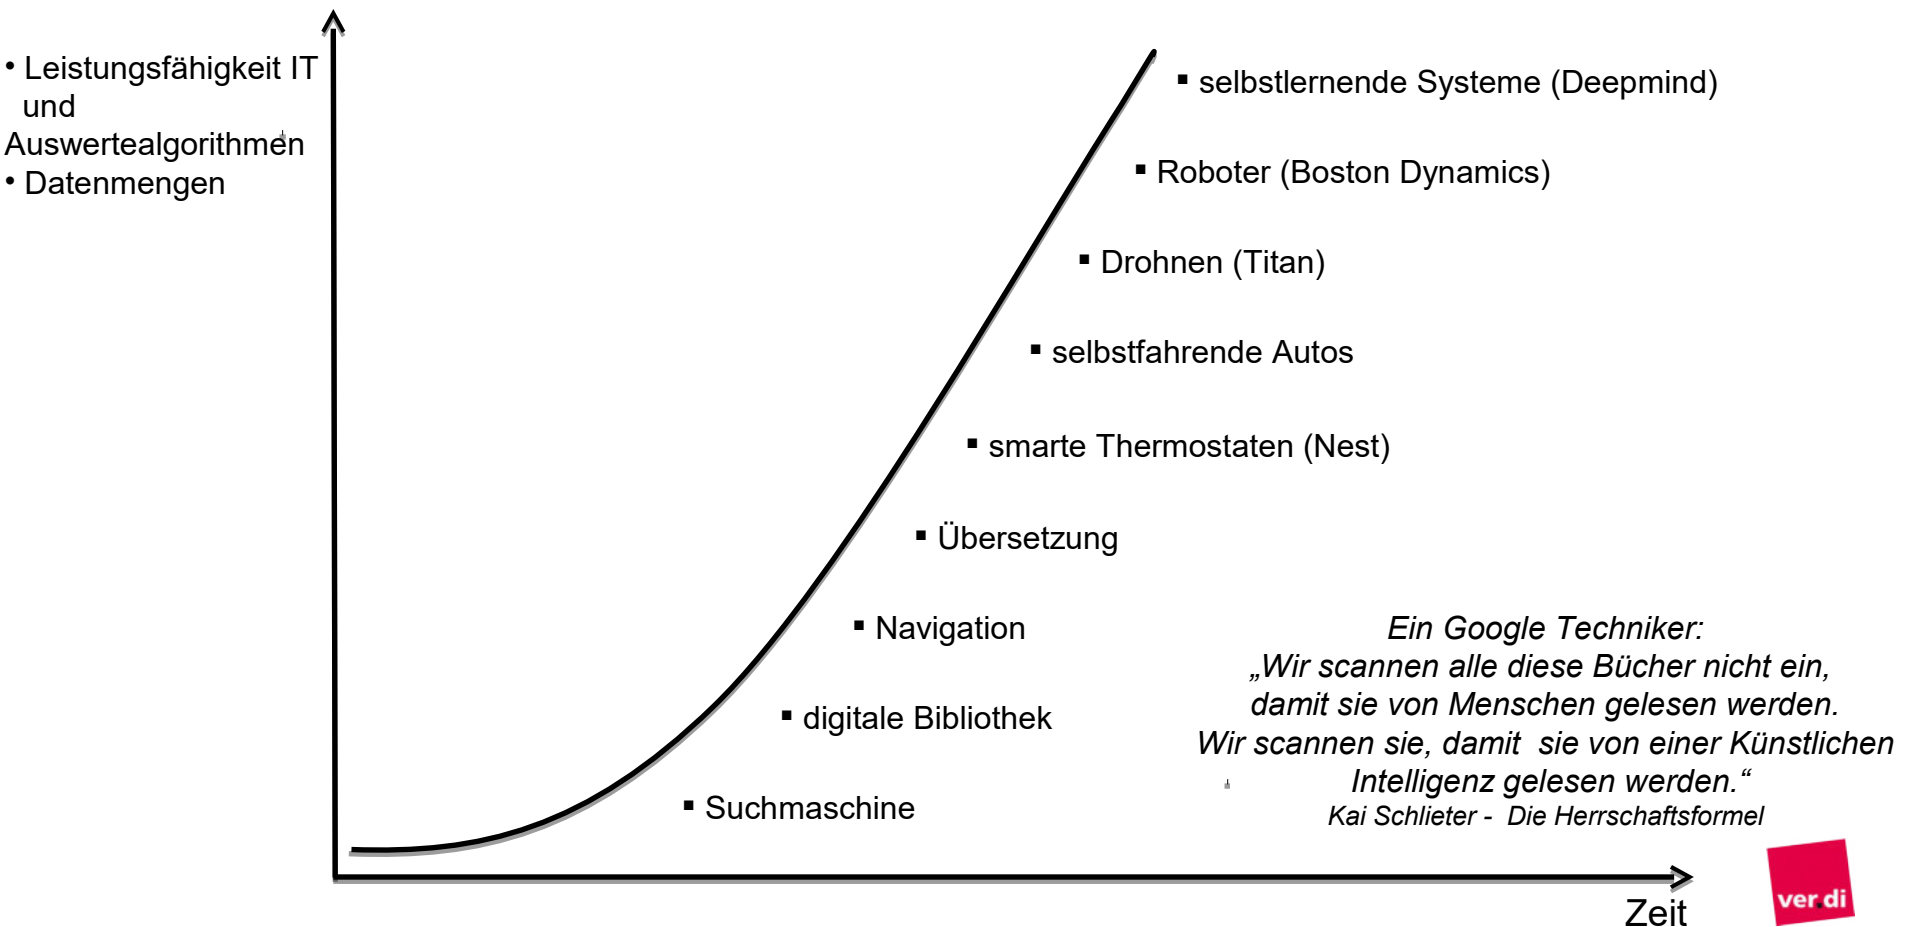 • Leistungsfähigkeit IT
und
Auswertealgorithmen
• Datenmengen
▪ selbstlernende Systeme (Deepmind)
▪ Roboter (Boston Dynamics)
▪ Drohnen (Titan)
▪ selbstfahrende Autos
▪ smarte Thermostaten (Nest)
▪ Übersetzung
▪ Navigation
▪ digitale Bibliothek
▪ Suchmaschine
Ein Google Techniker:
„Wir scannen alle diese Bücher nicht ein,
damit sie von Menschen gelesen werden.
Wir scannen sie, damit  sie von einer Künstlichen
Intelligenz gelesen werden.“
Kai Schlieter -  Die Herrschaftsformel
Zeit
ver.di